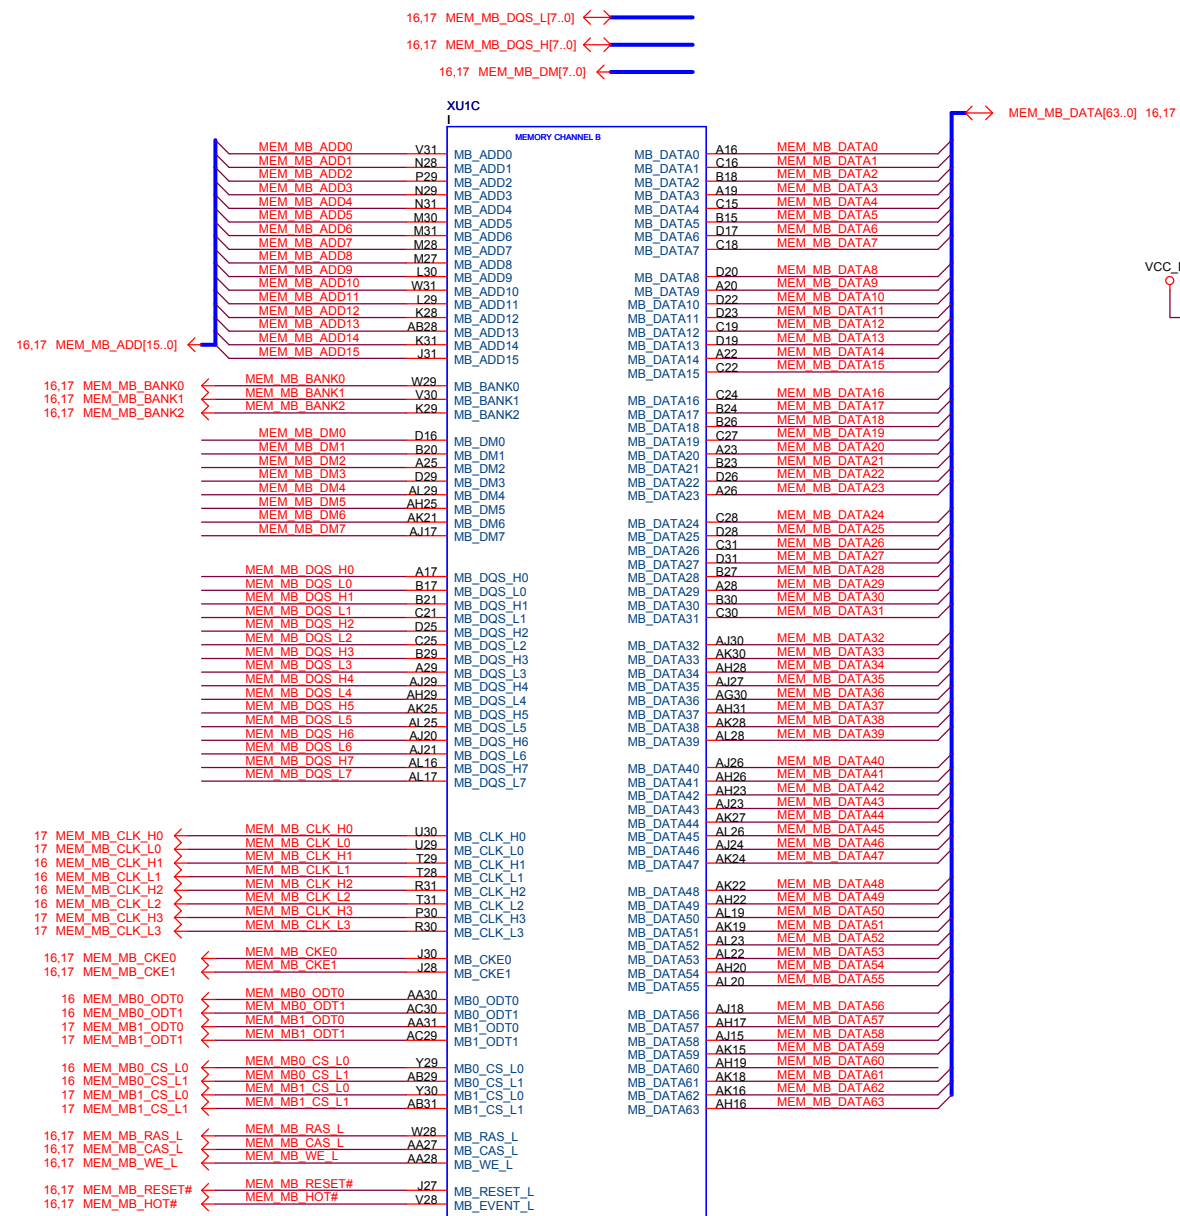 16,17 MEM_MB_DQS_L[7..0]
16,17 MEM_MB_DQS_H[7..0]
16,17 MEM_MB_DM[7..0]
XU1C
MEMORY CHANNEL B
MEM_MB_DATA[63..0] 16,17
VCC_
MEM_MB_ADD0 V31 MB_ADD0 MB_DATA0 A16 MEM_MB_DATA0
MEM_MB_ADD1 N28 MB_ADD1 MB_DATA1 C16 MEM_MB_DATA1
MEM_MB_ADD2 P29 MB_ADD2 MB_DATA2 B18 MEM_MB_DATA2
MEM_MB_ADD3 N29 MB_ADD3 MB_DATA3 A19 MEM_MB_DATA3
MEM_MB_ADD4 N31 MB_ADD4 MB_DATA4 C15 MEM_MB_DATA4
MEM_MB_ADD5 M30 MB_ADD5 MB_DATA5 B15 MEM_MB_DATA5
MEM_MB_ADD6 M31 MB_ADD6 MB_DATA6 D17 MEM_MB_DATA6
MEM_MB_ADD7 M28 MB_ADD7 MB_DATA7 C18 MEM_MB_DATA7
MEM_MB_ADD8 M27 MB_ADD8
MEM_MB_ADD9 L30 MB_ADD9 MB_DATA8 D20 MEM_MB_DATA8
MEM_MB_ADD10 W31 MB_ADD10 MB_DATA9 A20 MEM_MB_DATA9
MEM_MB_ADD11 L29 MB_ADD11 MB_DATA10 D22 MEM_MB_DATA10
MEM_MB_ADD12 K28 MB_ADD12 MB_DATA11 D23 MEM_MB_DATA11
MEM_MB_ADD13 AB28 MB_ADD13 MB_DATA12 C19 MEM_MB_DATA12
MEM_MB_ADD14 K31 MB_ADD14 MB_DATA13 D19 MEM_MB_DATA13
16,17 MEM_MB_ADD[15..0] MEM_MB_ADD15 J31 MB_ADD15 MB_DATA14 A22 MEM_MB_DATA14
MB_DATA15 C22 MEM_MB_DATA15
16,17 MEM_MB_BANK0 MEM_MB_BANK0 W29 MB_BANK0
16,17 MEM_MB_BANK1 MEM_MB_BANK1 V30 MB_BANK1 MB_DATA16 C24 MEM_MB_DATA16
16,17 MEM_MB_BANK2 MEM_MB_BANK2 K29 MB_BANK2 MB_DATA17 B24 MEM_MB_DATA17
MB_DATA18 B26 MEM_MB_DATA18
MEM_MB_DM0 D16 MB_DM0 MB_DATA19 C27 MEM_MB_DATA19
MEM_MB_DM1 B20 MB_DM1 MB_DATA20 A23 MEM_MB_DATA20
MEM_MB_DM2 A25 MB_DM2 MB_DATA21 B23 MEM_MB_DATA21
MEM_MB_DM3 D29 MB_DM3 MB_DATA22 D26 MEM_MB_DATA22
MEM_MB_DM4 AL29 MB_DM4 MB_DATA23 A26 MEM_MB_DATA23
MEM_MB_DM5 AH25 MB_DM5
MEM_MB_DM6 AK21 MB_DM6 MB_DATA24 C28 MEM_MB_DATA24
MEM_MB_DM7 AJ17 MB_DM7 MB_DATA25 D28 MEM_MB_DATA25
MB_DATA26 C31 MEM_MB_DATA26
MB_DATA27 D31 MEM_MB_DATA27
MEM_MB_DQS_H0 A17 MB_DQS_H0 MB_DATA28 B27 MEM_MB_DATA28
MEM_MB_DQS_L0 B17 MB_DQS_L0 MB_DATA29 A28 MEM_MB_DATA29
MEM_MB_DQS_H1 B21 MB_DQS_H1 MB_DATA30 B30 MEM_MB_DATA30
MEM_MB_DQS_L1 C21 MB_DQS_L1 MB_DATA31 C30 MEM_MB_DATA31
MEM_MB_DQS_H2 D25 MB_DQS_H2
MEM_MB_DQS_L2 C25 MB_DQS_L2 MB_DATA32 AJ30 MEM_MB_DATA32
MEM_MB_DQS_H3 B29 MB_DQS_H3 MB_DATA33 AK30 MEM_MB_DATA33
MEM_MB_DQS_L3 A29 MB_DQS_L3 MB_DATA34 AH28 MEM_MB_DATA34
MEM_MB_DQS_H4 AJ29 MB_DQS_H4 MB_DATA35 AJ27 MEM_MB_DATA35
MEM_MB_DQS_L4 AH29 MB_DQS_L4 MB_DATA36 AG30 MEM_MB_DATA36
MEM_MB_DQS_H5 AK25 MB_DQS_H5 MB_DATA37 AH31 MEM_MB_DATA37
MEM_MB_DQS_L5 AL25 MB_DQS_L5 MB_DATA38 AK28 MEM_MB_DATA38
MEM_MB_DQS_H6 AJ20 MB_DQS_H6 MB_DATA39 AL28 MEM_MB_DATA39
MEM_MB_DQS_L6 AJ21 MB_DQS_L6
MEM_MB_DQS_H7 AL16 MB_DQS_H7 MB_DATA40 AJ26 MEM_MB_DATA40
MEM_MB_DQS_L7 AL17 MB_DQS_L7 MB_DATA41 AH26 MEM_MB_DATA41
MB_DATA42 AH23 MEM_MB_DATA42
MB_DATA43 AJ23 MEM_MB_DATA43
MB_DATA44 AK27 MEM_MB_DATA44
17 MEM_MB_CLK_H0 MEM_MB_CLK_H0 U30 MB_CLK_H0 MB_DATA45 AL26 MEM_MB_DATA45
17 MEM_MB_CLK_L0 MEM_MB_CLK_L0 U29 MB_CLK_L0 MB_DATA46 AJ24 MEM_MB_DATA46
16 MEM_MB_CLK_H1 MEM_MB_CLK_H1 T29 MB_CLK_H1 MB_DATA47 AK24 MEM_MB_DATA47
16 MEM_MB_CLK_L1 MEM_MB_CLK_L1 T28 MB_CLK_L1
16 MEM_MB_CLK_H2 MEM_MB_CLK_H2 R31 MB_CLK_H2 MB_DATA48 AK22 MEM_MB_DATA48
16 MEM_MB_CLK_L2 MEM_MB_CLK_L2 T31 MB_CLK_L2 MB_DATA49 AH22 MEM_MB_DATA49
17 MEM_MB_CLK_H3 MEM_MB_CLK_H3 P30 MB_CLK_H3 MB_DATA50 AL19 MEM_MB_DATA50
17 MEM_MB_CLK_L3 MEM_MB_CLK_L3 R30 MB_CLK_L3 MB_DATA51 AK19 MEM_MB_DATA51
MB_DATA52 AL23 MEM_MB_DATA52
16,17 MEM_MB_CKE0 MEM_MB_CKE0 J30 MB_CKE0 MB_DATA53 AL22 MEM_MB_DATA53
16,17 MEM_MB_CKE1 MEM_MB_CKE1 J28 MB_CKE1 MB_DATA54 AH20 MEM_MB_DATA54
MB_DATA55 AL20 MEM_MB_DATA55
16 MEM_MB0_ODT0 MEM_MB0_ODT0 AA30 MB0_ODT0
16 MEM_MB0_ODT1 MEM_MB0_ODT1 AC30 MB0_ODT1 MB_DATA56 AJ18 MEM_MB_DATA56
17 MEM_MB1_ODT0 MEM_MB1_ODT0 AA31 MB1_ODT0 MB_DATA57 AH17 MEM_MB_DATA57
17 MEM_MB1_ODT1 MEM_MB1_ODT1 AC29 MB1_ODT1 MB_DATA58 AJ15 MEM_MB_DATA58
MB_DATA59 AK15 MEM_MB_DATA59
16 MEM_MB0_CS_L0 MEM_MB0_CS_L0 Y29 MB0_CS_L0 MB_DATA60 AH19 MEM_MB_DATA60
16 MEM_MB0_CS_L1 MEM_MB0_CS_L1 AB29 MB0_CS_L1 MB_DATA61 AK18 MEM_MB_DATA61
17 MEM_MB1_CS_L0 MEM_MB1_CS_L0 Y30 MB1_CS_L0 MB_DATA62 AK16 MEM_MB_DATA62
17 MEM_MB1_CS_L1 MEM_MB1_CS_L1 AB31 MB1_CS_L1 MB_DATA63 AH16 MEM_MB_DATA63
16,17 MEM_MB_RAS_L MEM_MB_RAS_L W28 MB_RAS_L
16,17 MEM_MB_CAS_L MEM_MB_CAS_L AA27 MB_CAS_L
16,17 MEM_MB_WE_L MEM_MB_WE_L AA28 MB_WE_L
16,17 MEM_MB_RESET# MEM_MB_RESET# J27 MB_RESET_L
16,17 MEM_MB_HOT# MEM_MB_HOT# V28 MB_EVENT_L